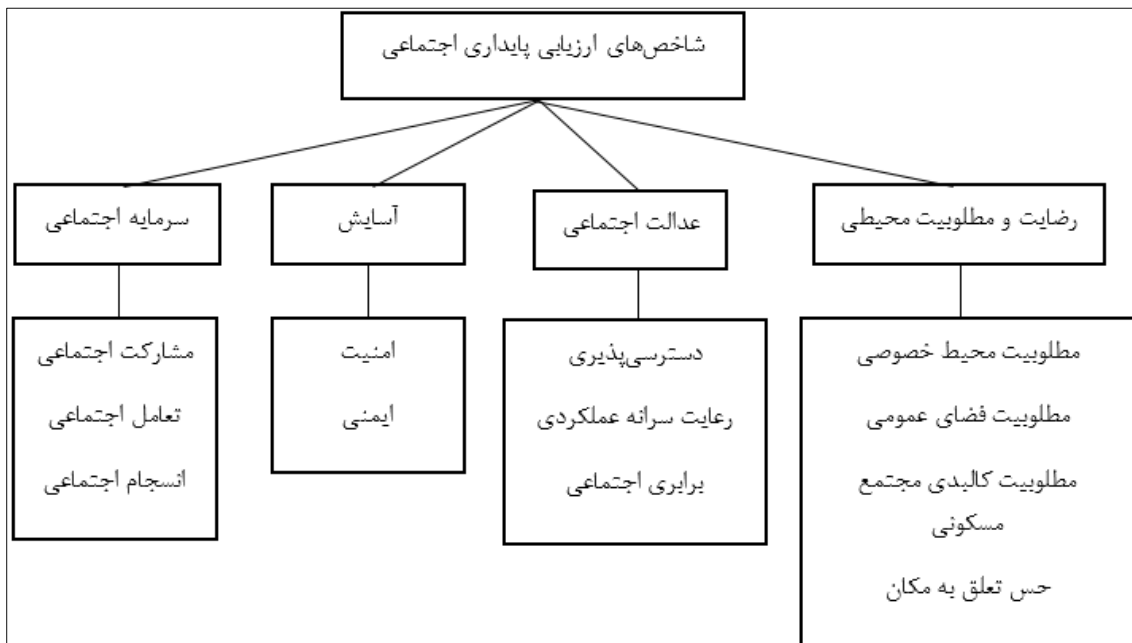 شاخص‌های ارزیابی پایداری اجتماعی
رضایت و مطلوبیت محیطی
عدالت اجتماعی
آسایش
سرمایه اجتماعی
مطلوبیت محیط خصوصی
مطلوبیت فضای عمومی
مطلوبیت کالبدی مجتمع
مسکونی
حس تعلق به مکان
دسترسی‌پذیری
رعایت سرانه عملکردی
برابری اجتماعی
امنیت
ایمنی
مشارکت اجتماعی
تعامل اجتماعی
انسجام اجتماعی